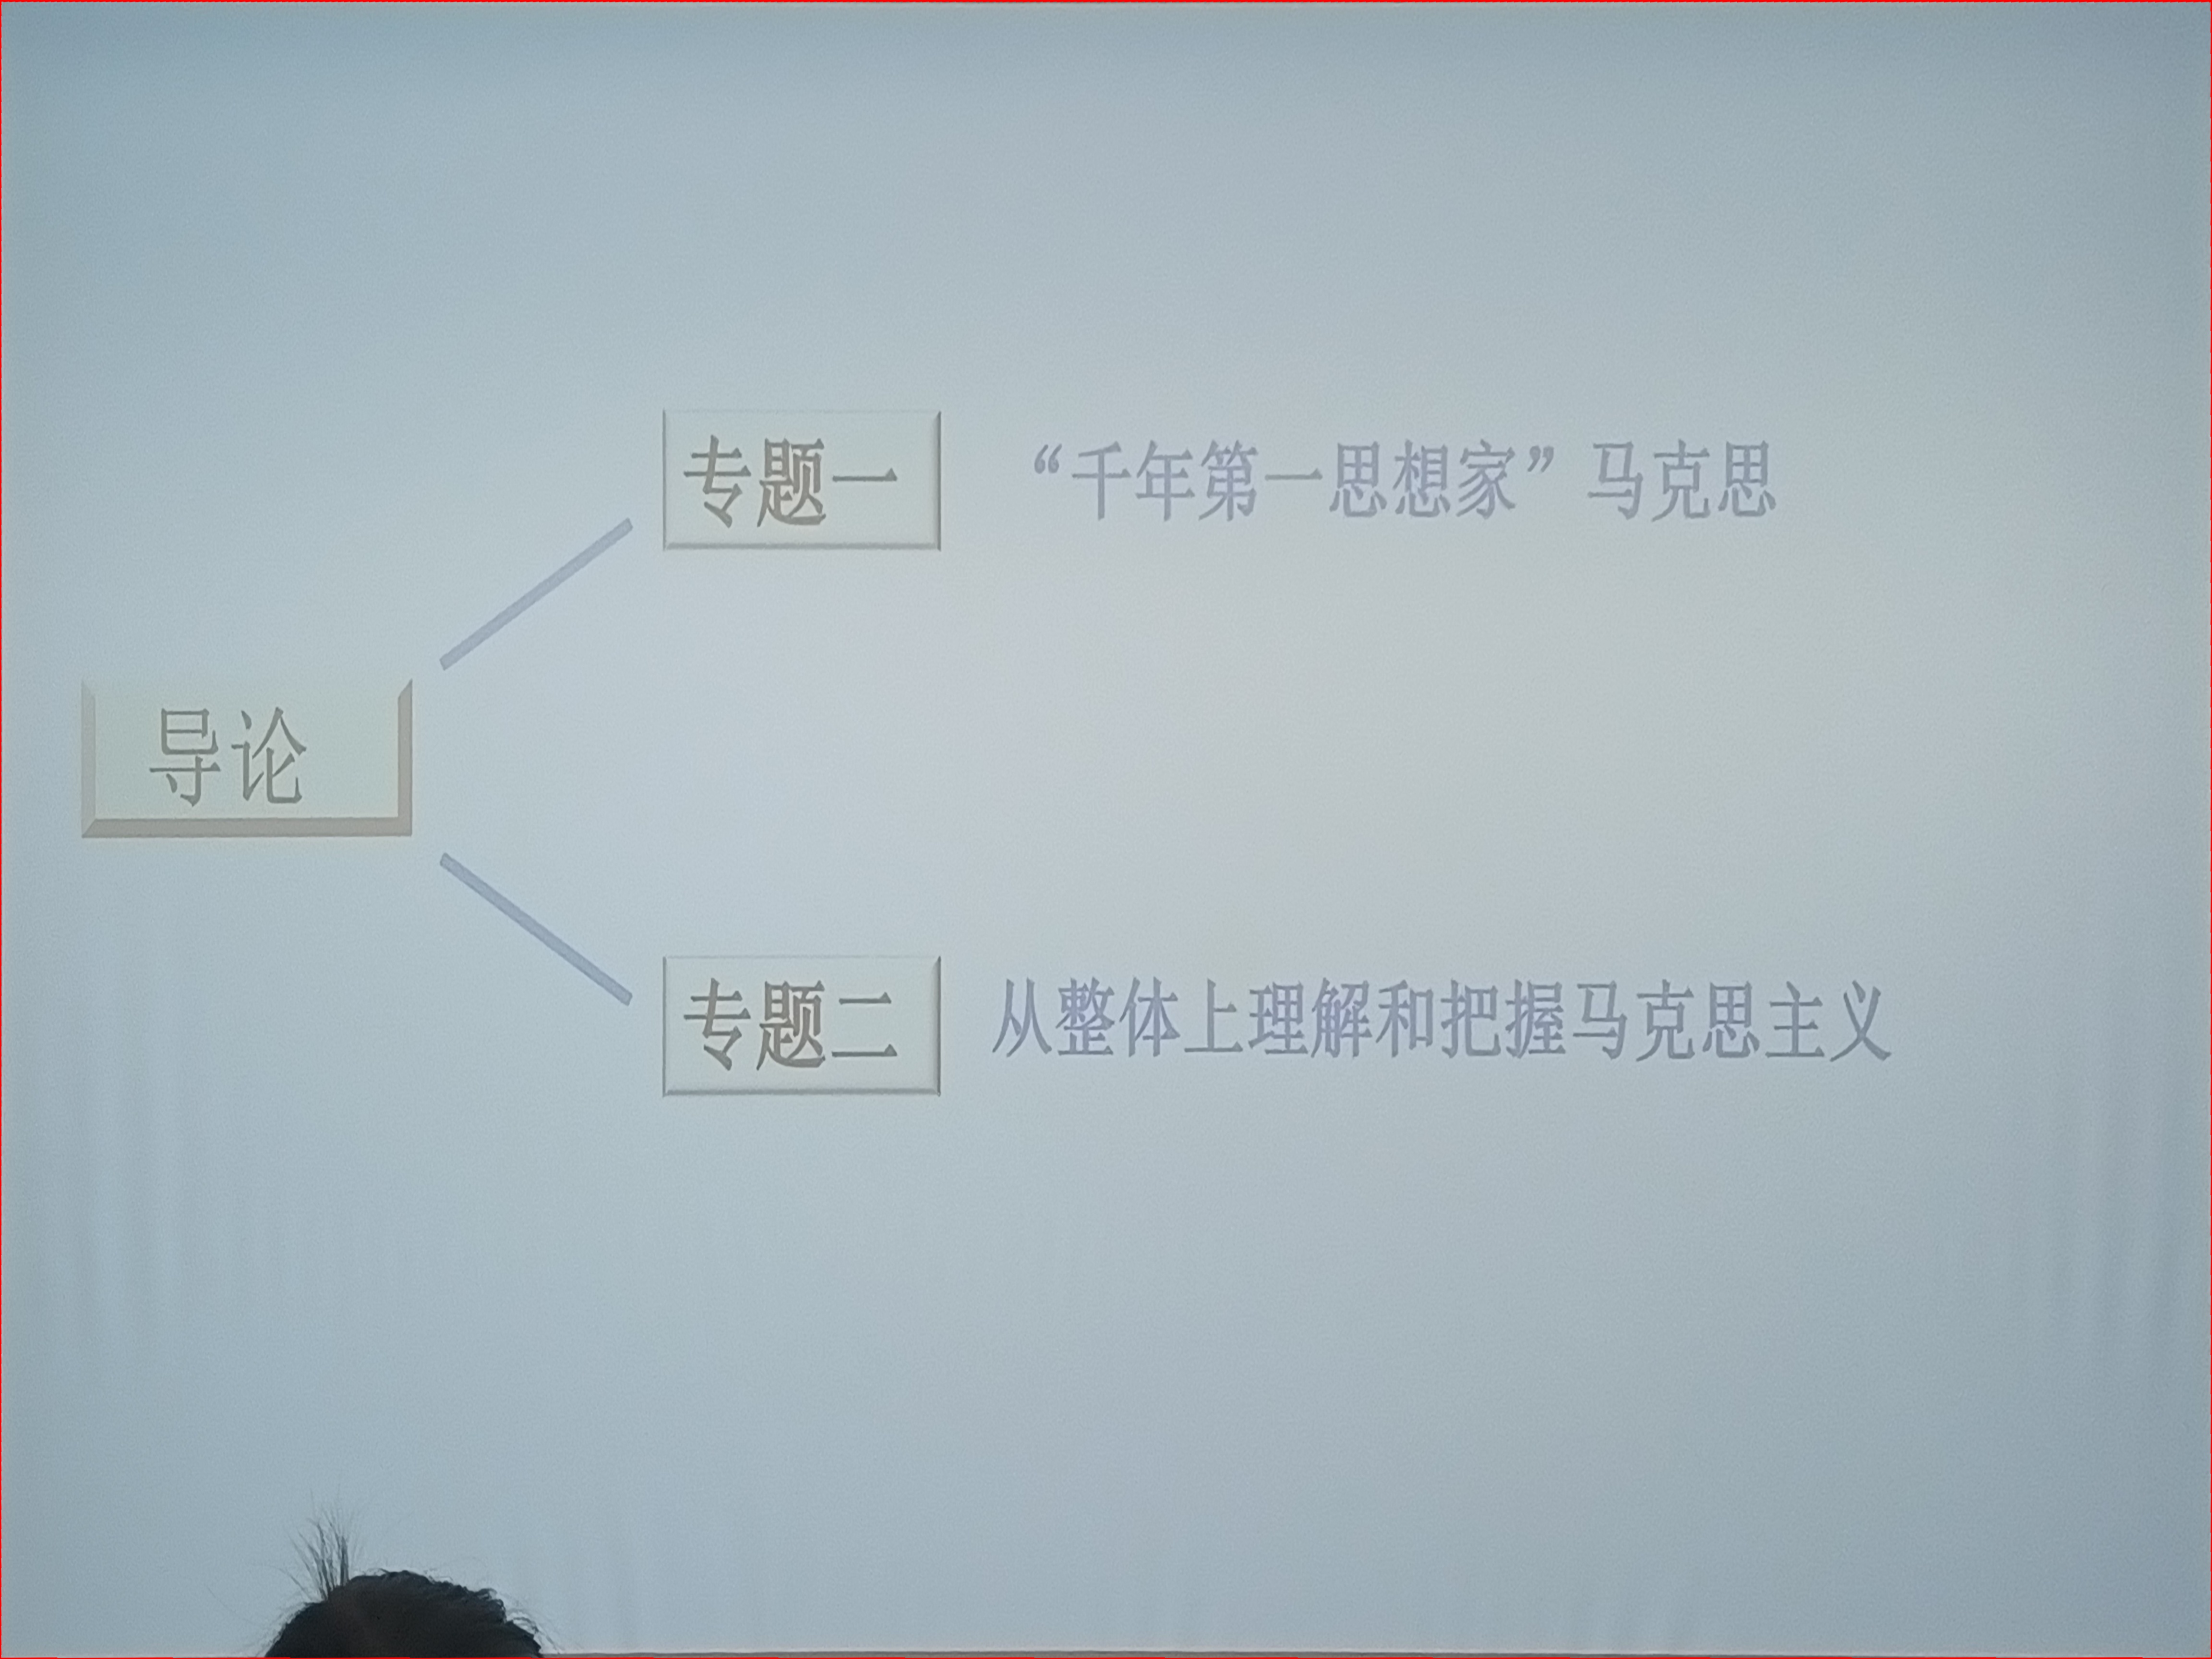 专题一
“千年第一思想家”马克思
导论
专题二
从整体上理解和把握马克思主义